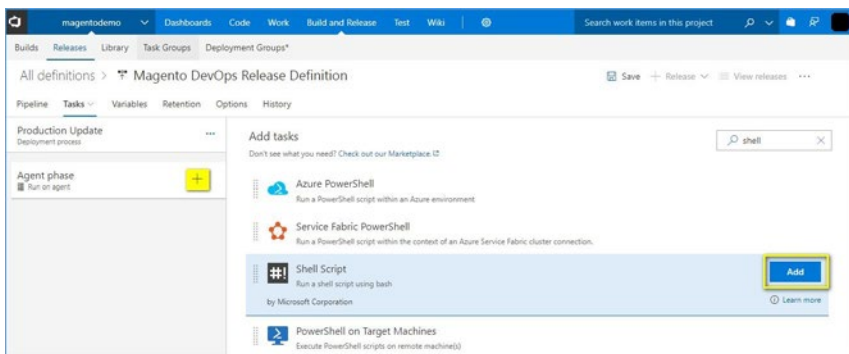 magentodemo Dashboards Code Work Build and Release Test Wiki Search work items in this project
Builds Releases Library Task Groups Deployment Groups*
All definitions > Magento DevOps Release Definition Save + Release View releases ...
Pipeline Tasks Variables Retention Options History
Production Update ...
Deployment process
Agent phase +
Run on agent
Add tasks shell
Don't see what you need? Check out our Marketplace.
Azure PowerShell
Run a PowerShell script within an Azure environment
Service Fabric PowerShell
Run a PowerShell script within the context of an Azure Service Fabric cluster connection.
#! Shell Script Add
Run a shell script using bash
by Microsoft Corporation Learn more
PowerShell on Target Machines
Execute PowerShell scripts on remote machine(s)